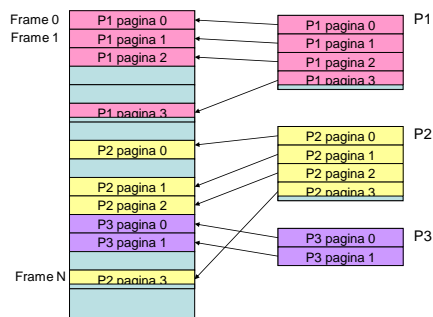 Frame 0
P1 pagina 0
Frame 1
P1 pagina 1
P1 pagina 2
P1 pagina 3
P2 pagina 0
P2 pagina 1
P2 pagina 2
P3 pagina 0
P3 pagina 1
Frame N
P2 pagina 3
P1
P1 pagina 0
P1 pagina 1
P1 pagina 2
P1 pagina 3
P2
P2 pagina 0
P2 pagina 1
P2 pagina 2
P2 pagina 3
P3
P3 pagina 0
P3 pagina 1